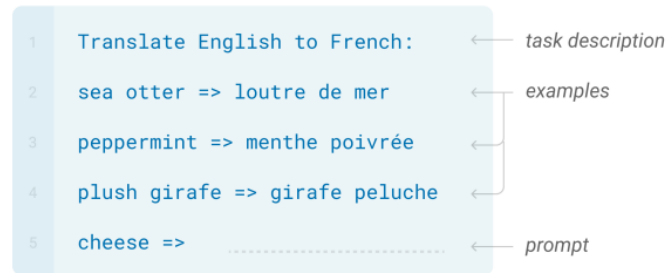 1 Translate English to French: task description
2 sea otter => loutre de mer examples
3 peppermint => menthe poivrée
4 plush girafe => girafe peluche
5 cheese => prompt